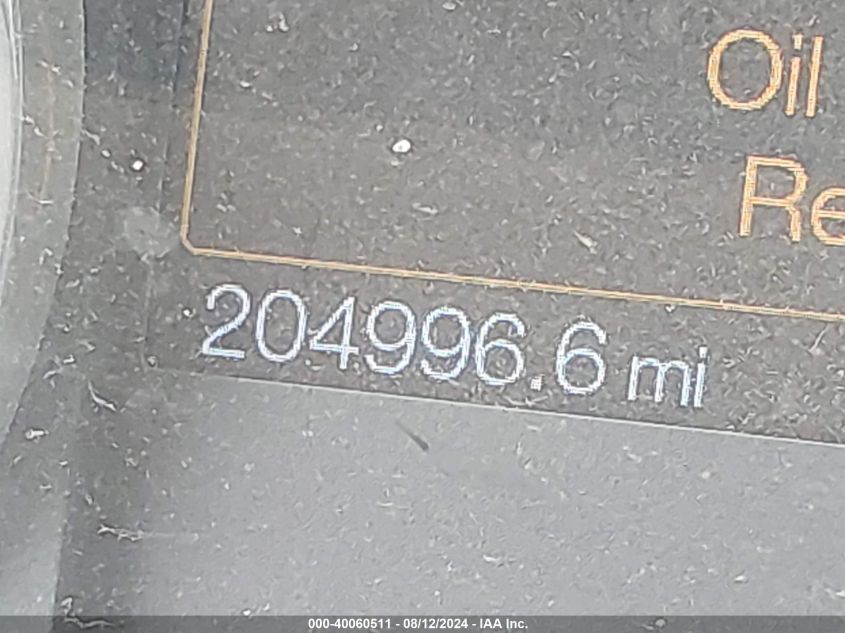 Oil
Re
204996.6 mi
000-40060511 - 08/12/2024 - IAA Inc.